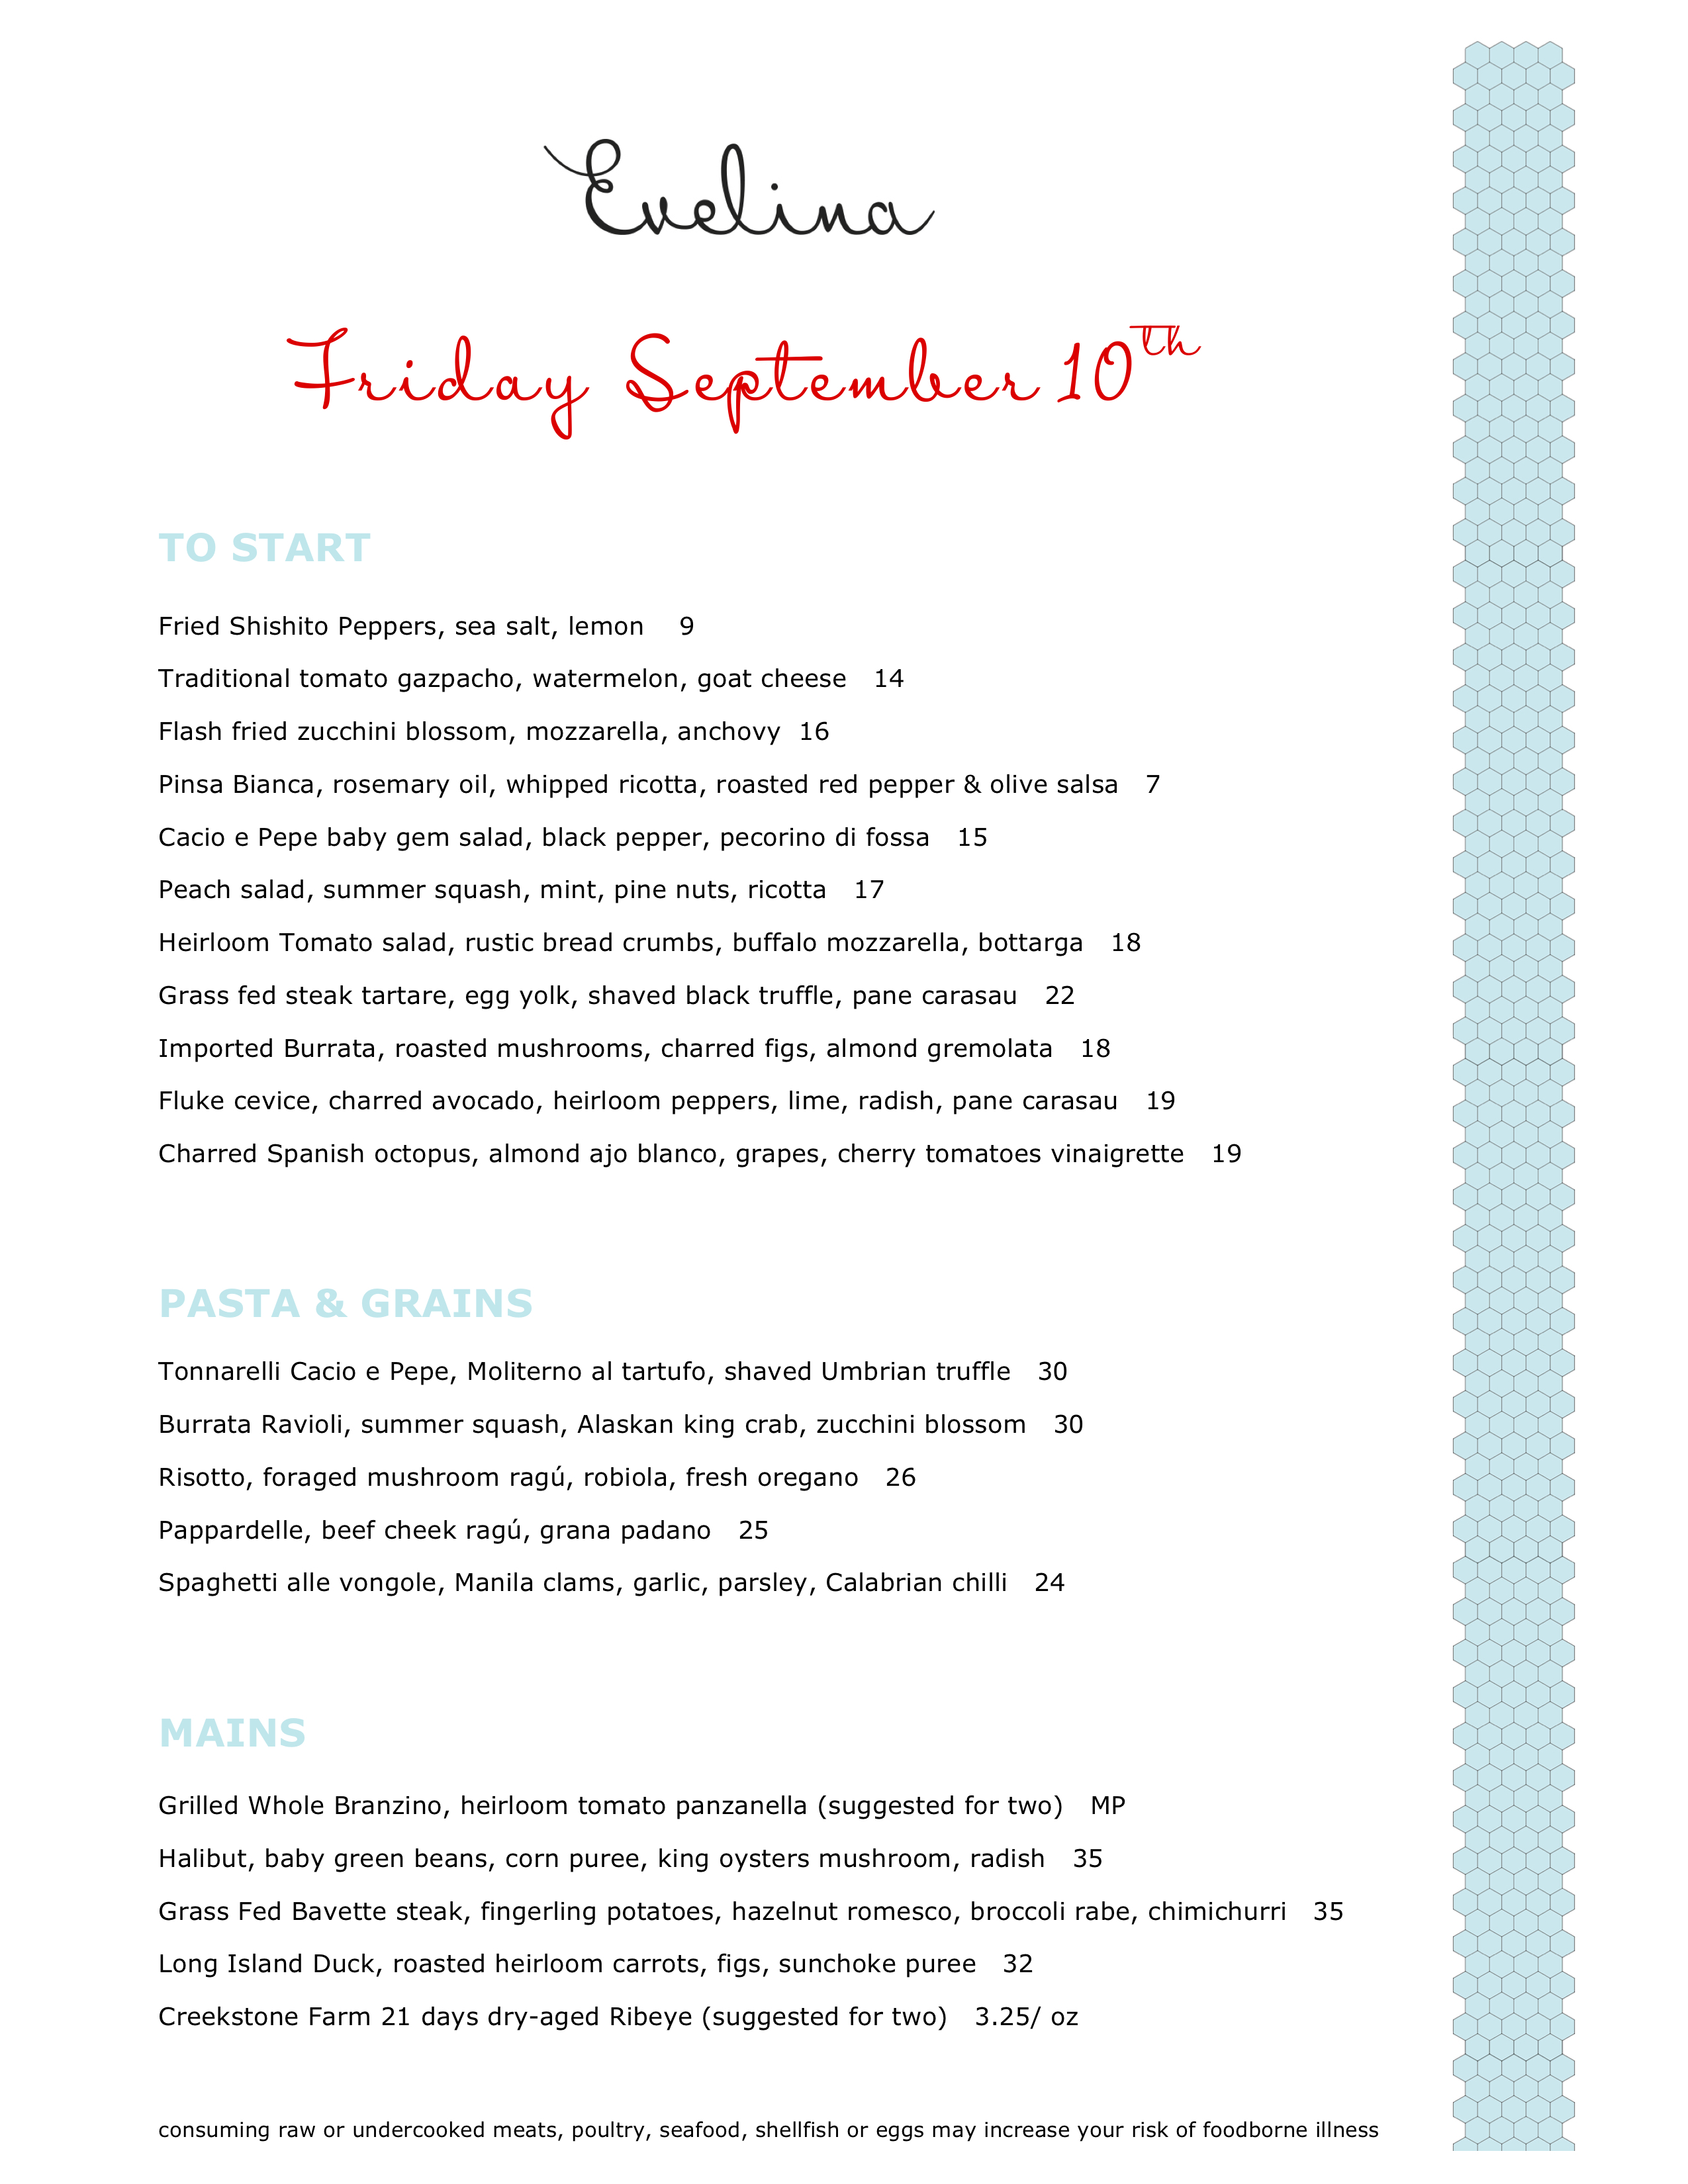 Evelina
Friday September 10th
TO START
Fried Shishito Peppers, sea salt, lemon 9
Traditional tomato gazpacho, watermelon, goat cheese 14
Flash fried zucchini blossom, mozzarella, anchovy 16
Pinsa Bianca, rosemary oil, whipped ricotta, roasted red pepper & olive salsa 7
Cacio e Pepe baby gem salad, black pepper, pecorino di fossa 15
Peach salad, summer squash, mint, pine nuts, ricotta 17
Heirloom Tomato salad, rustic bread crumbs, buffalo mozzarella, bottarga 18
Grass fed steak tartare, egg yolk, shaved black truffle, pane carasau 22
Imported Burrata, roasted mushrooms, charred figs, almond gremolata 18
Fluke cevice, charred avocado, heirloom peppers, lime, radish, pane carasau 19
Charred Spanish octopus, almond ajo blanco, grapes, cherry tomatoes vinaigrette 19
PASTA & GRAINS
Tonnarelli Cacio e Pepe, Moliterno al tartufo, shaved Umbrian truffle 30
Burrata Ravioli, summer squash, Alaskan king crab, zucchini blossom 30
Risotto, foraged mushroom ragú, robiola, fresh oregano 26
Pappardelle, beef cheek ragú, grana padano 25
Spaghetti alle vongole, Manila clams, garlic, parsley, Calabrian chilli 24
MAINS
Grilled Whole Branzino, heirloom tomato panzanella (suggested for two) MP
Halibut, baby green beans, corn puree, king oysters mushroom, radish 35
Grass Fed Bavette steak, fingerling potatoes, hazelnut romesco, broccoli rabe, chimichurri 35
Long Island Duck, roasted heirloom carrots, figs, sunchoke puree 32
Creekstone Farm 21 days dry-aged Ribeye (suggested for two) 3.25/ oz
consuming raw or undercooked meats, poultry, seafood, shellfish or eggs may increase your risk of foodborne illness